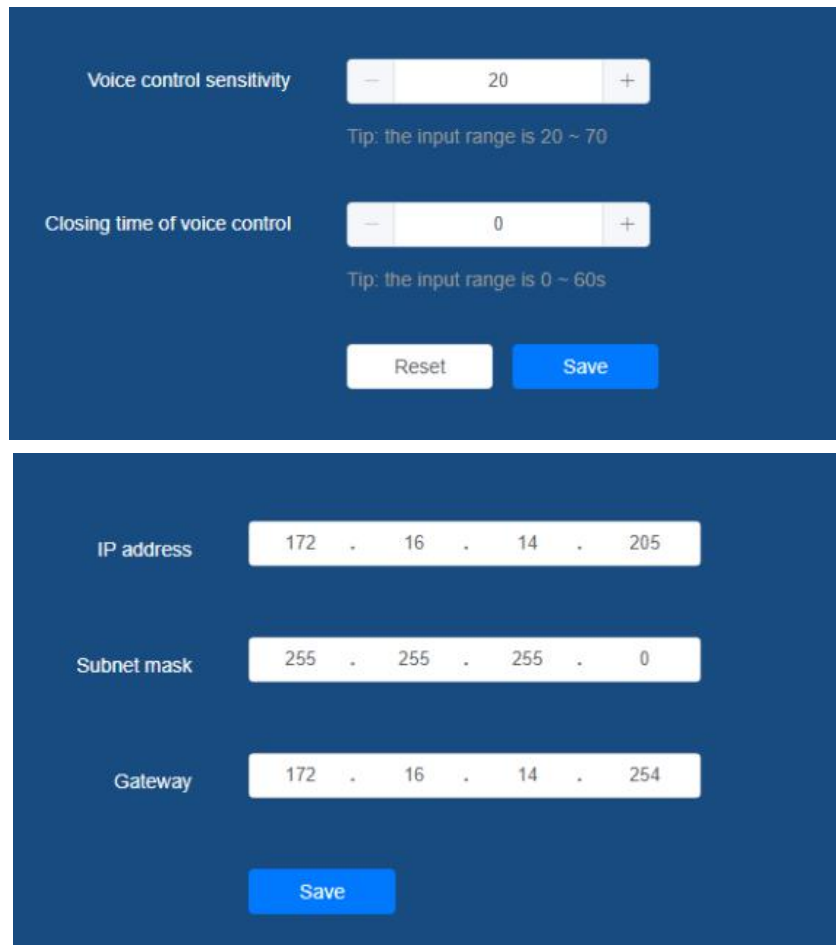 Voice control sensitivity — 20 +
Tip: the input range is 20 ~ 70
Closing time of voice control — 0 +
Tip: the input range is 0 ~ 60s
Reset Save
IP address 172 . 16 . 14 . 205
Subnet mask 255 . 255 . 255 . 0
Gateway 172 . 16 . 14 . 254
Save